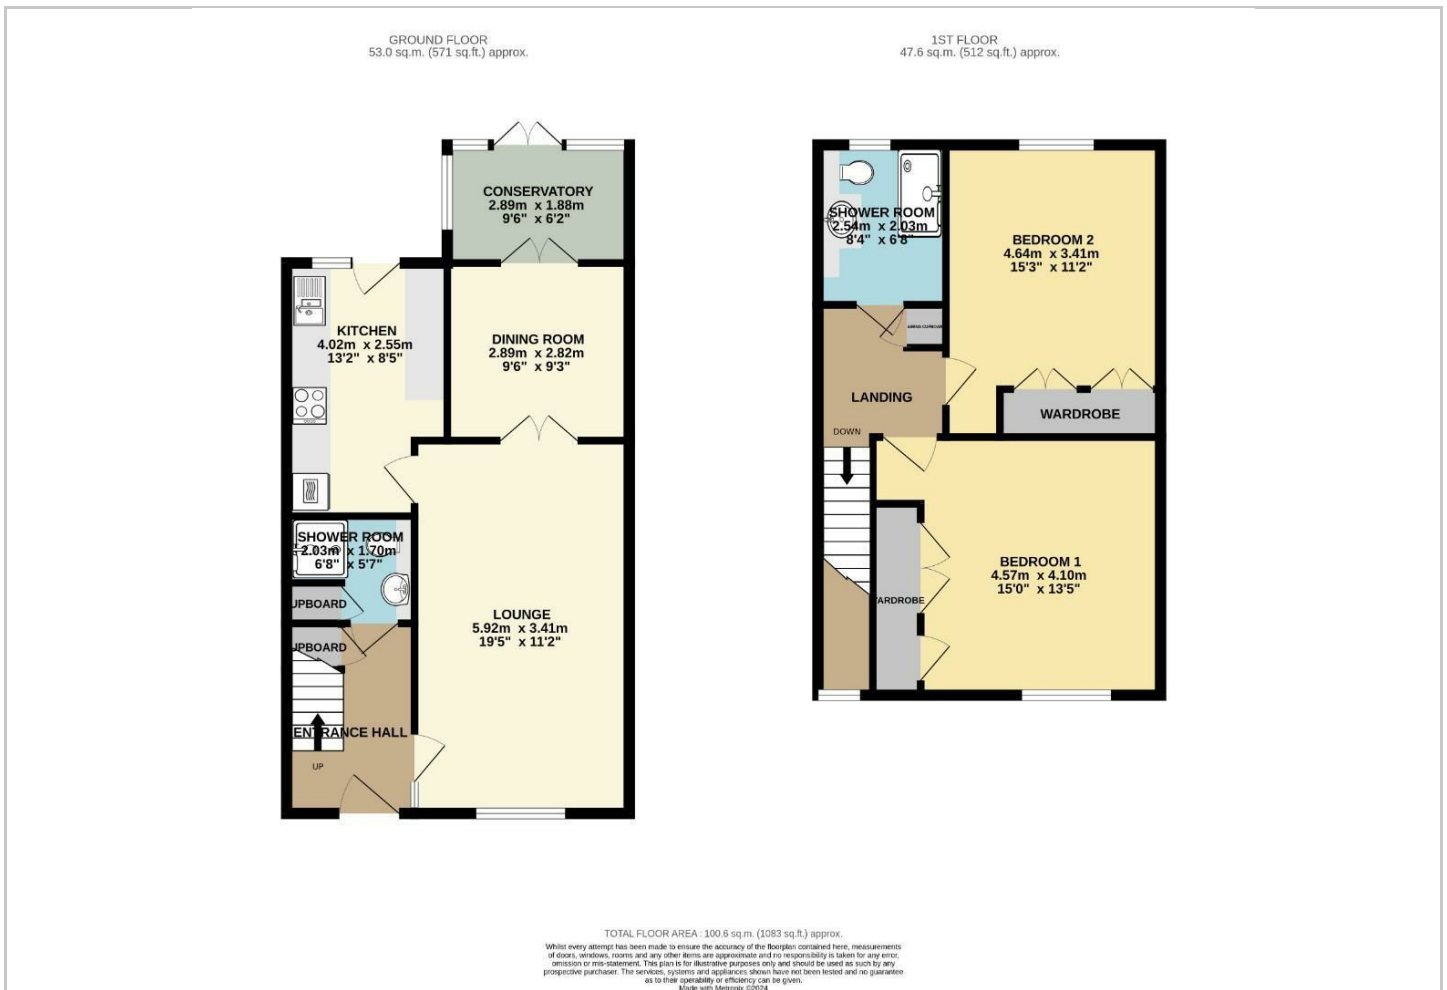 GROUND FLOOR
53.0 sq.m. (571 sq.ft.) approx.
CONSERVATORY
2.89m x 1.88m
9'6" x 6'2"
KITCHEN
4.02m x 2.55m
13'2" x 8'5"
DINING ROOM
2.89m x 2.82m
9'6" x 9'3"
SHOWER ROOM
2.03m x 1.70m
6'8" x 5'7"
UPBOARD
UPBOARD
LOUNGE
5.92m x 3.41m
19'5" x 11'2"
ENTRANCE HALL
UP
1ST FLOOR
47.6 sq.m. (512 sq.ft.) approx.
SHOWER ROOM
2.54m x 2.03m
8'4" x 6'8"
BEDROOM 2
4.64m x 3.41m
15'3" x 11'2"
LANDING
WARDROBE
DOWN
BEDROOM 1
4.57m x 4.10m
15'0" x 13'5"
ARDROBE
TOTAL FLOOR AREA : 100.6 sq.m. (1083 sq.ft.) approx.
Whilst every attempt has been made to ensure the accuracy of the floorplan contained here, measurements
of doors, windows, rooms and any other items are approximate and no responsibility is taken for any error,
omission or mis-statement. This plan is for illustrative purposes only and should be used as such by any
prospective purchaser. The services, systems and appliances shown have not been tested and no guarantee
as to their operability or efficiency can be given.
Made with Metropix ©2024